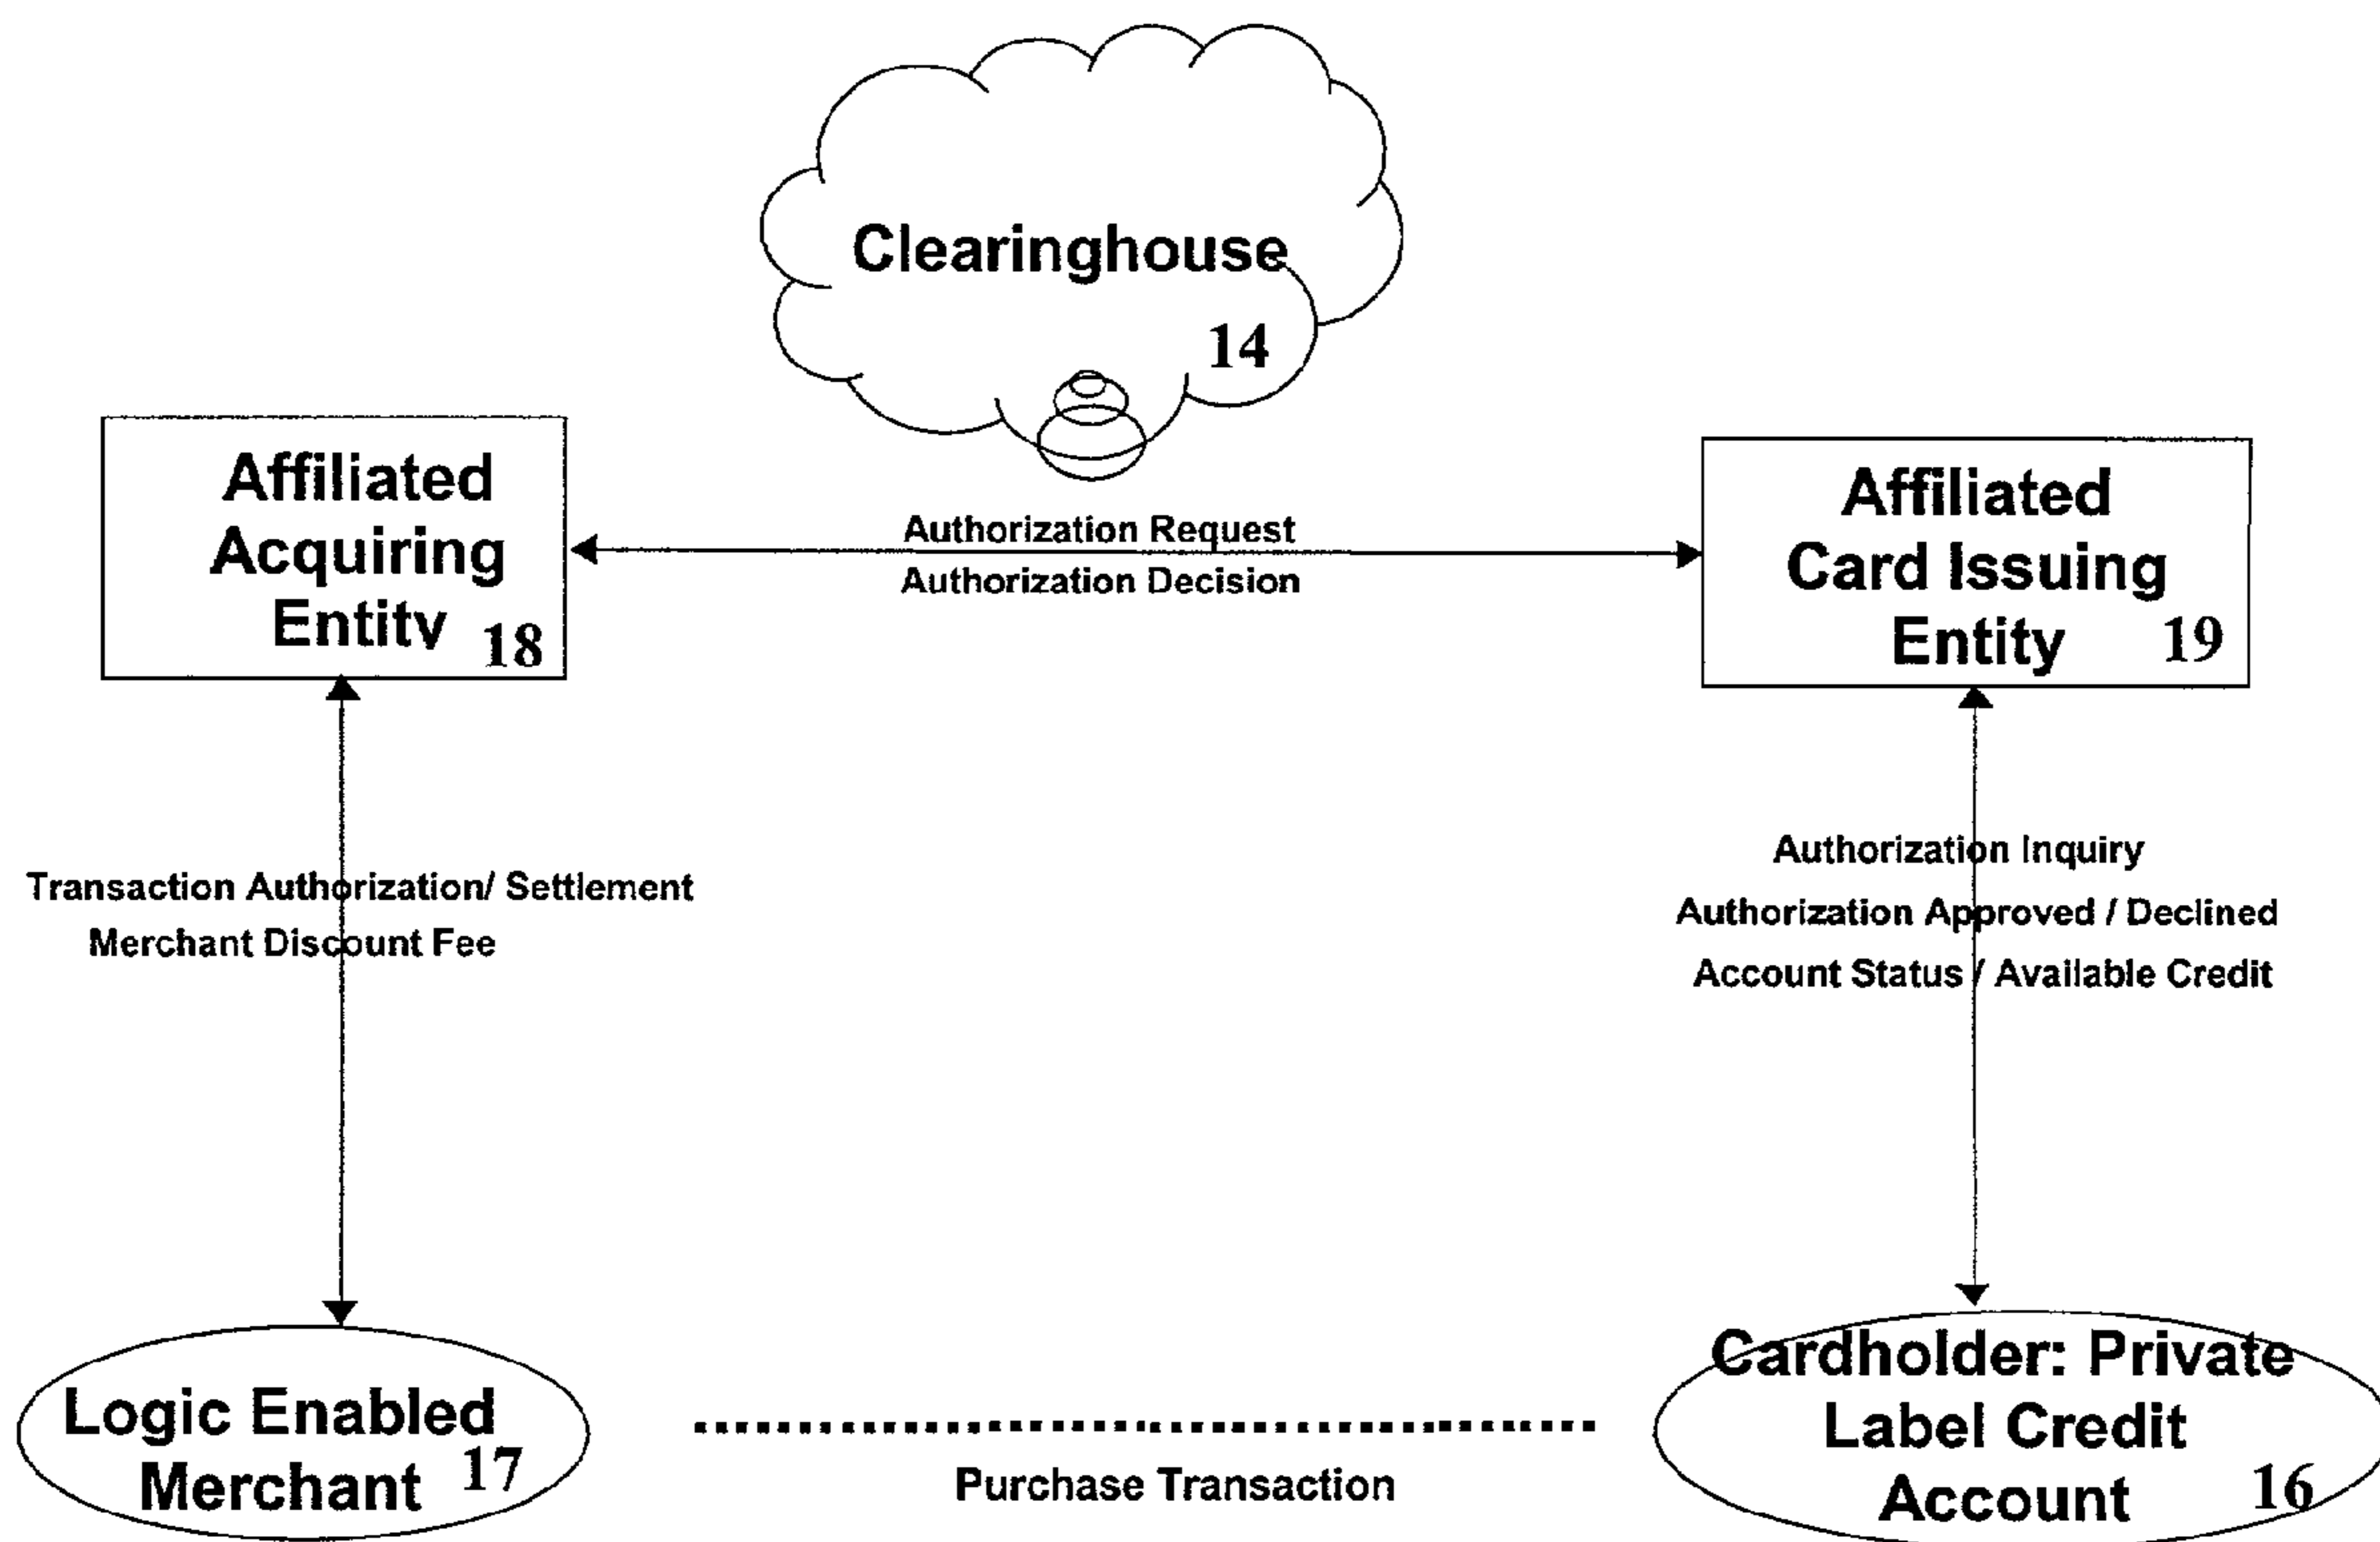 Clearinghouse
14
Affiliated
Acquiring
Entity 18
Authorization Request
Authorization Decision
Affiliated
Card Issuing
Entity 19
Transaction Authorization/ Settlement
Merchant Discount Fee
Authorization Inquiry
Authorization Approved / Declined
Account Status / Available Credit
Logic Enabled
Merchant 17
Purchase Transaction
Cardholder: Private
Label Credit
Account 16